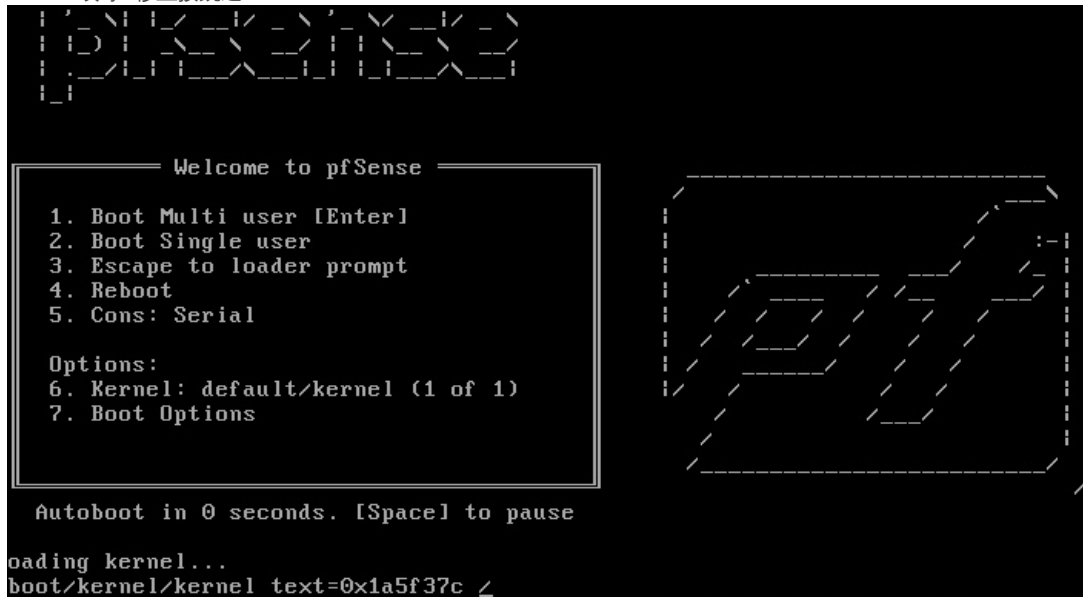 Welcome to pfSense
1. Boot Multi user [Enter]
2. Boot Single user
3. Escape to loader prompt
4. Reboot
5. Cons: Serial
Options:
6. Kernel: default/kernel (1 of 1)
7. Boot Options
Autoboot in 0 seconds. [Space] to pause
oading kernel...
boot/kernel/kernel text=0x1a5f37c /